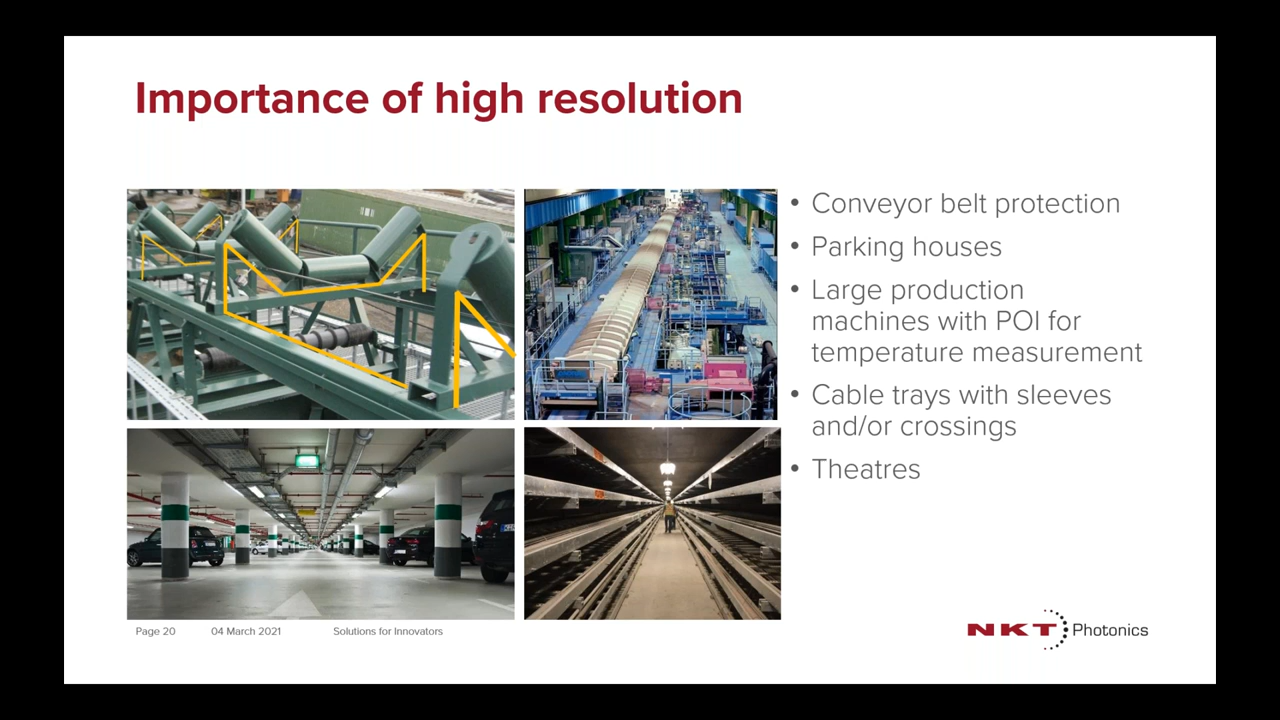 Importance of high resolution
• Conveyor belt protection
• Parking houses
• Large production
machines with POI for
temperature measurement
• Cable trays with sleeves
and/or crossings
• Theatres
Page 20 04 March 2021 Solutions for Innovators
NKT Photonics